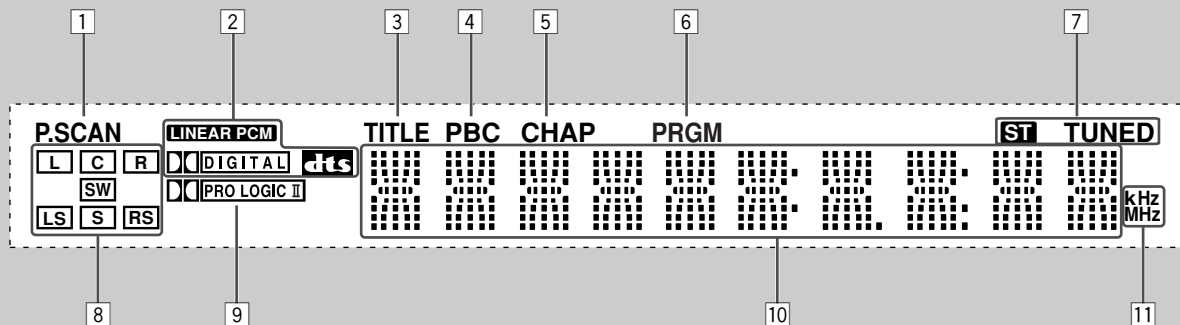 1 2 3 4 5 6 7
P.SCAN LINEAR PCM TITLE PBC CHAP PRGM ST TUNED
L C R DIGITAL dts
SW PRO LOGIC II
LS S RS
kHz
MHz
8 9 10 11